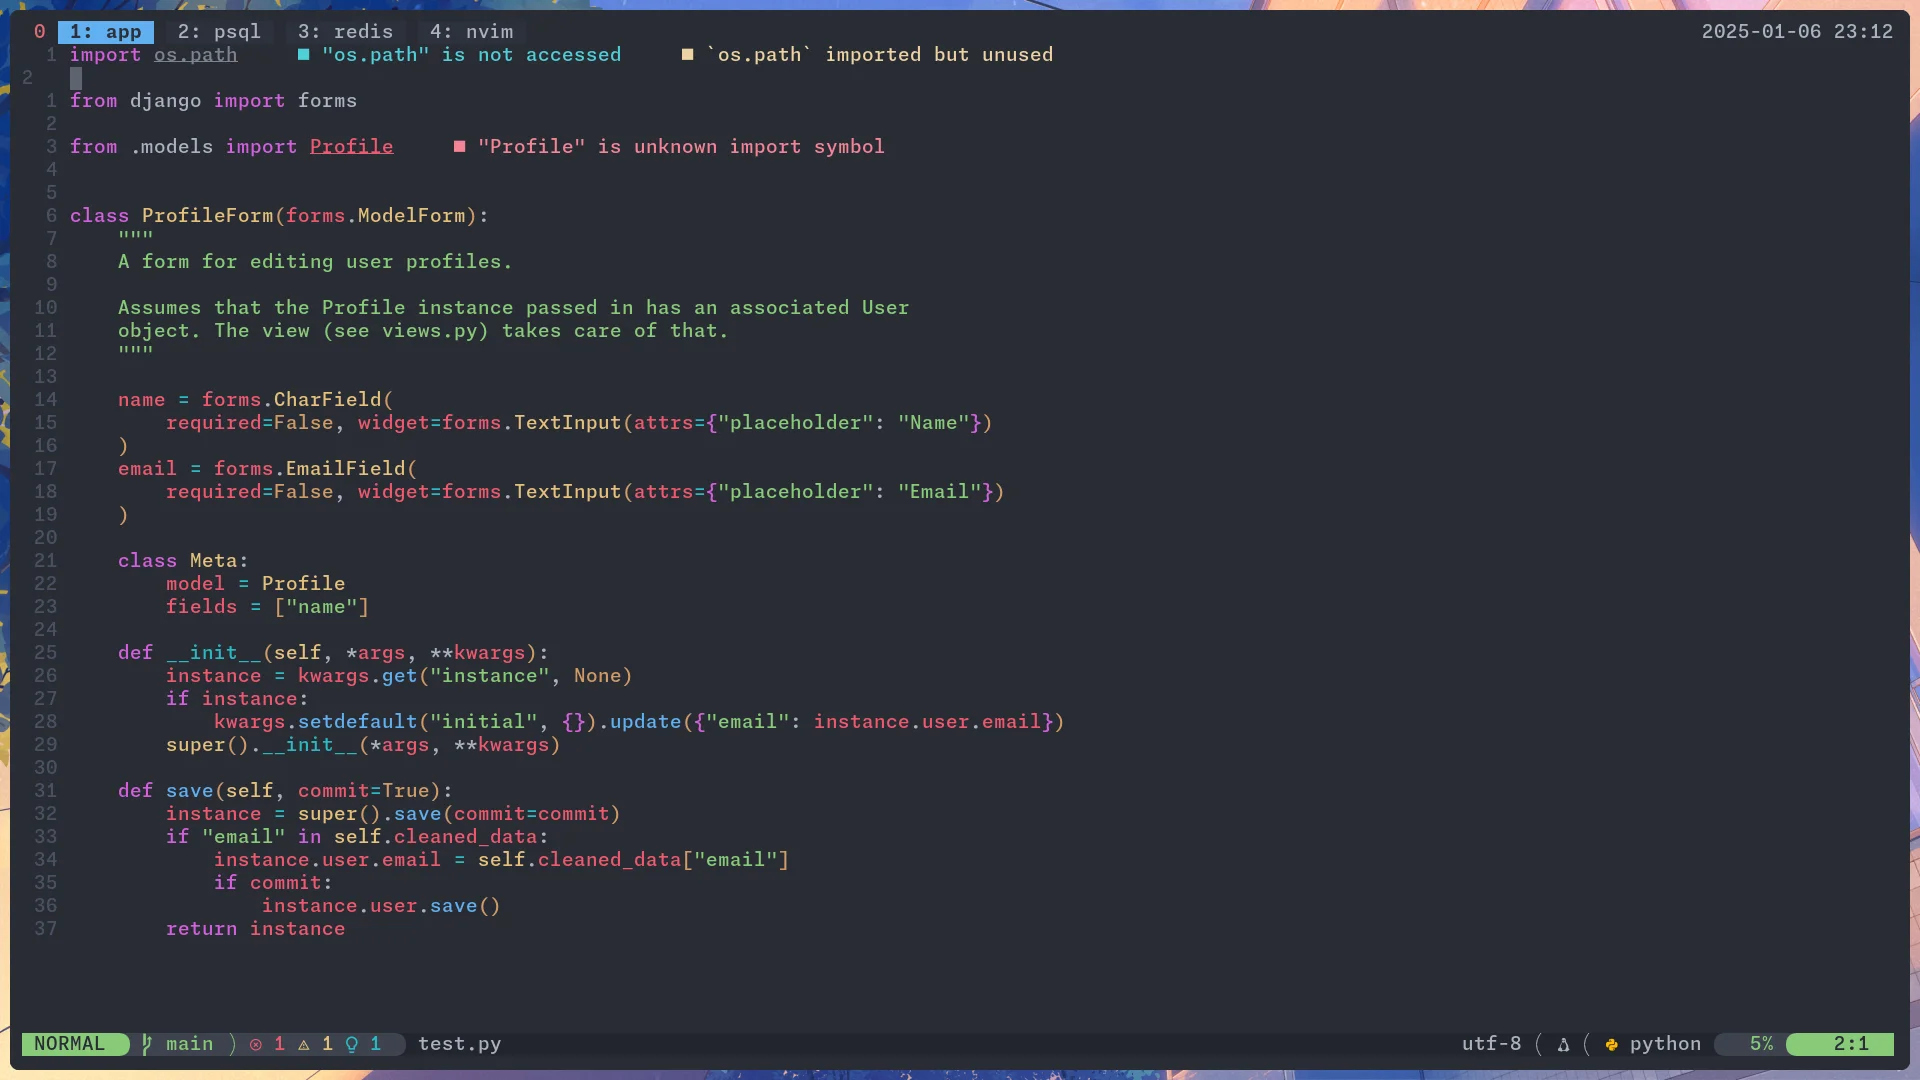 0 1: app 2: psql 3: redis 4: nvim 2025-01-06 23:12
1 import os.path ■ "os.path" is not accessed ■ `os.path` imported but unused
2
1 from django import forms
2
3 from .models import Profile ■ "Profile" is unknown import symbol
4
5
6 class ProfileForm(forms.ModelForm):
7     """
8     A form for editing user profiles.
9
10     Assumes that the Profile instance passed in has an associated User
11     object. The view (see views.py) takes care of that.
12     """
13
14     name = forms.CharField(
15         required=False, widget=forms.TextInput(attrs={"placeholder": "Name"})
16     )
17     email = forms.EmailField(
18         required=False, widget=forms.TextInput(attrs={"placeholder": "Email"})
19     )
20
21     class Meta:
22         model = Profile
23         fields = ["name"]
24
25     def __init__(self, *args, **kwargs):
26         instance = kwargs.get("instance", None)
27         if instance:
28             kwargs.setdefault("initial", {}).update({"email": instance.user.email})
29         super().__init__(*args, **kwargs)
30
31     def save(self, commit=True):
32         instance = super().save(commit=commit)
33         if "email" in self.cleaned_data:
34             instance.user.email = self.cleaned_data["email"]
35             if commit:
36                 instance.user.save()
37         return instance
NORMAL main 1 1 1 test.py utf-8 python 5% 2:1